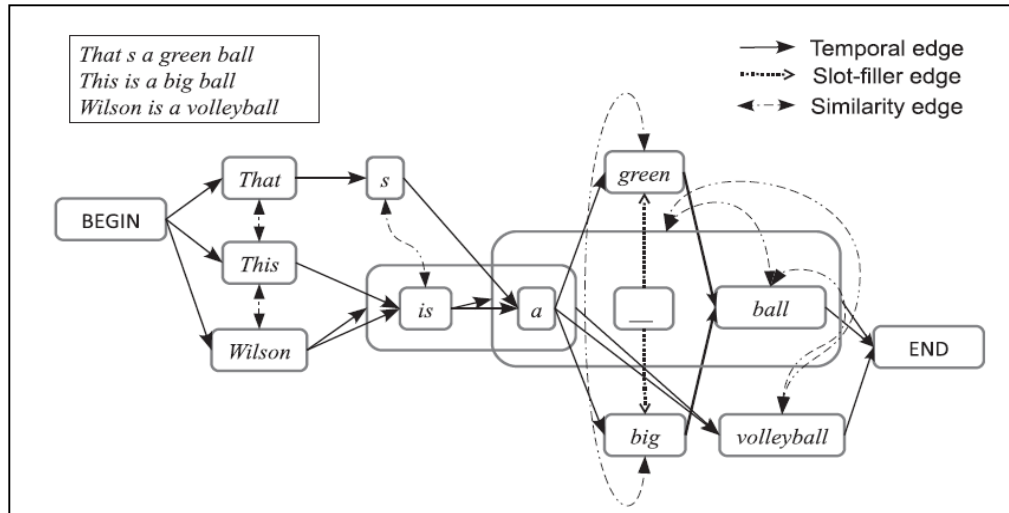 That s a green ball
This is a big ball
Wilson is a volleyball
Temporal edge
Slot-filler edge
Similarity edge
That
s
green
BEGIN
This
is
a
__
ball
Wilson
END
big
volleyball